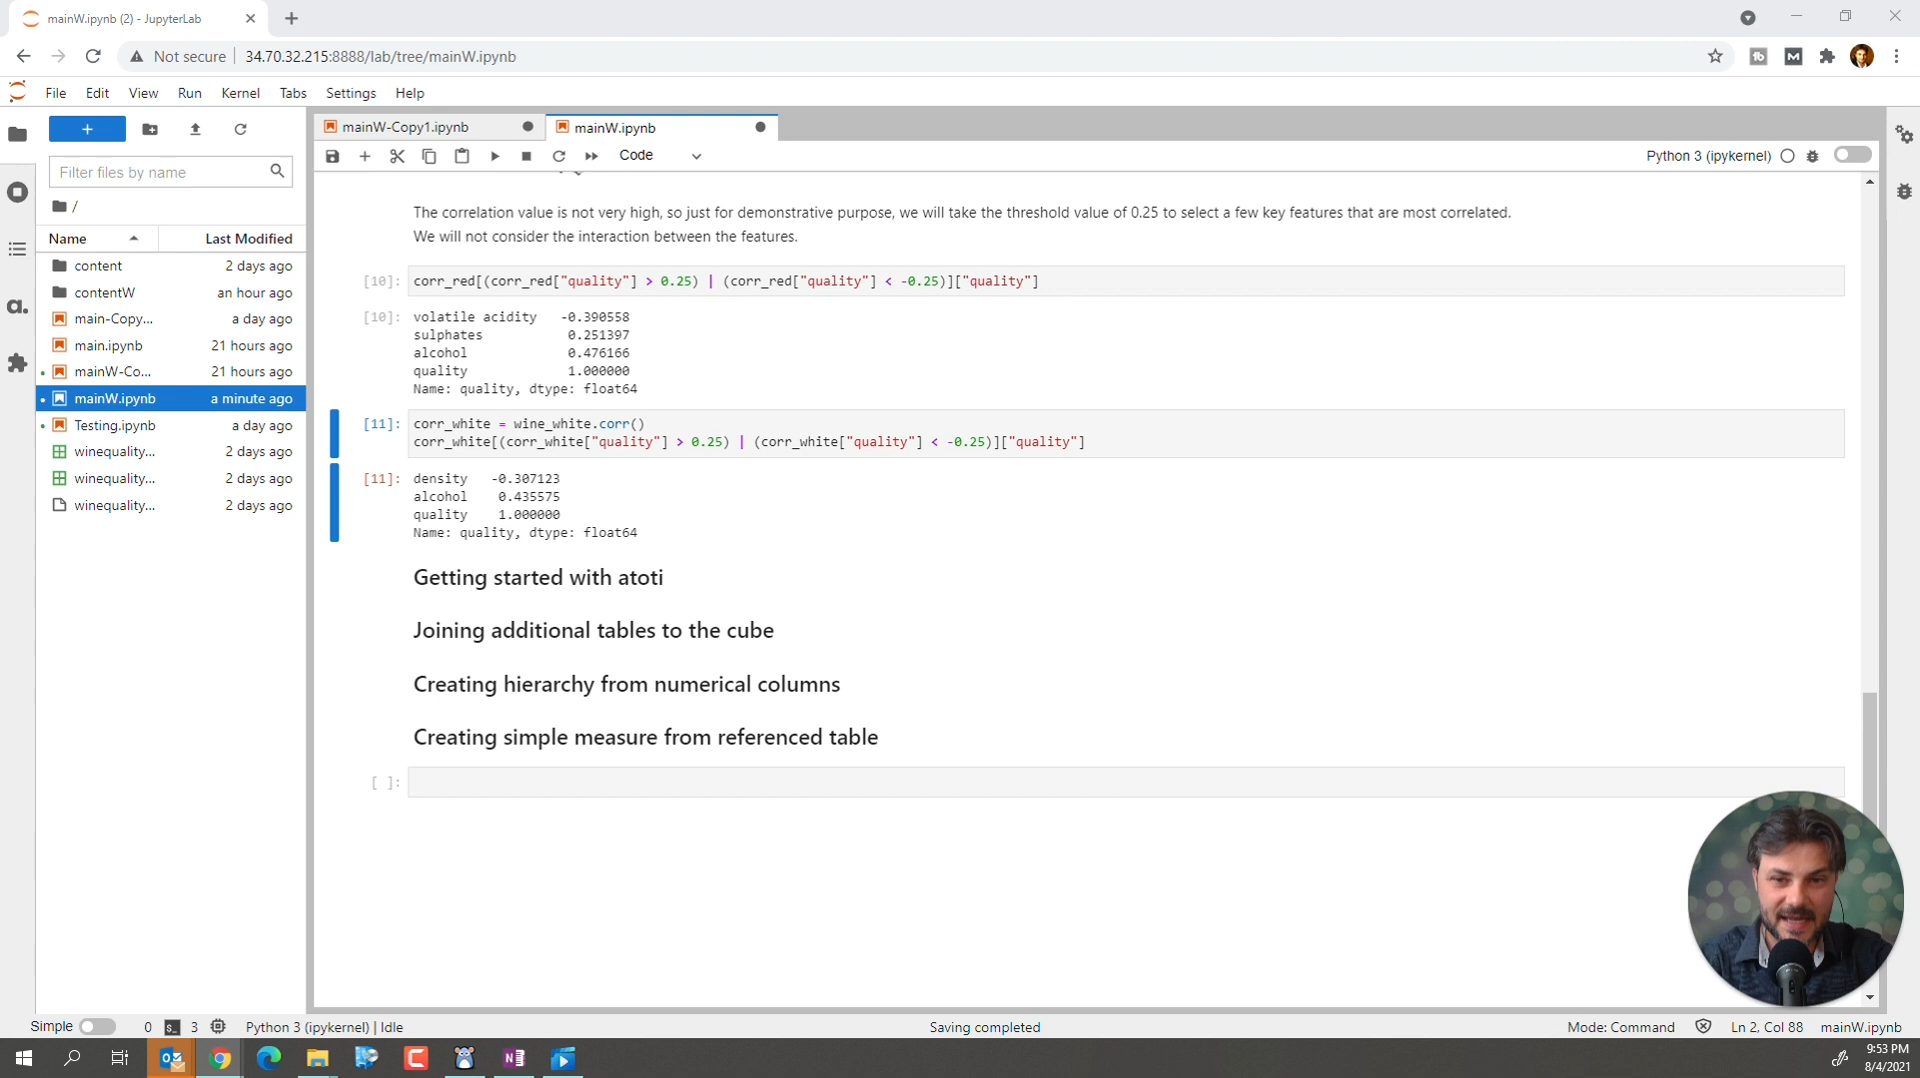 mainW.ipynb (2) - JupyterLab
Not secure
34.70.32.215:8888/lab/tree/mainW.ipynb
File Edit View Run Kernel Tabs Settings Help
mainW-Copy1.ipynb
mainW.ipynb
Code
Python 3 (ipykernel)
Filter files by name
/
Name Last Modified
content 2 days ago
contentW an hour ago
main-Copy... a day ago
main.ipynb 21 hours ago
mainW-Co... 21 hours ago
mainW.ipynb a minute ago
Testing.ipynb a day ago
winequality... 2 days ago
winequality... 2 days ago
winequality... 2 days ago
The correlation value is not very high, so just for demonstrative purpose, we will take the threshold value of 0.25 to select a few key features that are most correlated.
We will not consider the interaction between the features.
[10]: corr_red[(corr_red["quality"] > 0.25) | (corr_red["quality"] < -0.25)]["quality"]
[10]: volatile acidity -0.390558
sulphates 0.251397
alcohol 0.476166
quality 1.000000
Name: quality, dtype: float64
[11]: corr_white = wine_white.corr()
corr_white[(corr_white["quality"] > 0.25) | (corr_white["quality"] < -0.25)]["quality"]
[11]: density -0.307123
alcohol 0.435575
quality 1.000000
Name: quality, dtype: float64
Getting started with atoti
Joining additional tables to the cube
Creating hierarchy from numerical columns
Creating simple measure from referenced table
[ ]:
Simple 0 3 Python 3 (ipykernel) | Idle
Saving completed
Mode: Command Ln 2, Col 88 mainW.ipynb
9:53 PM
8/4/2021